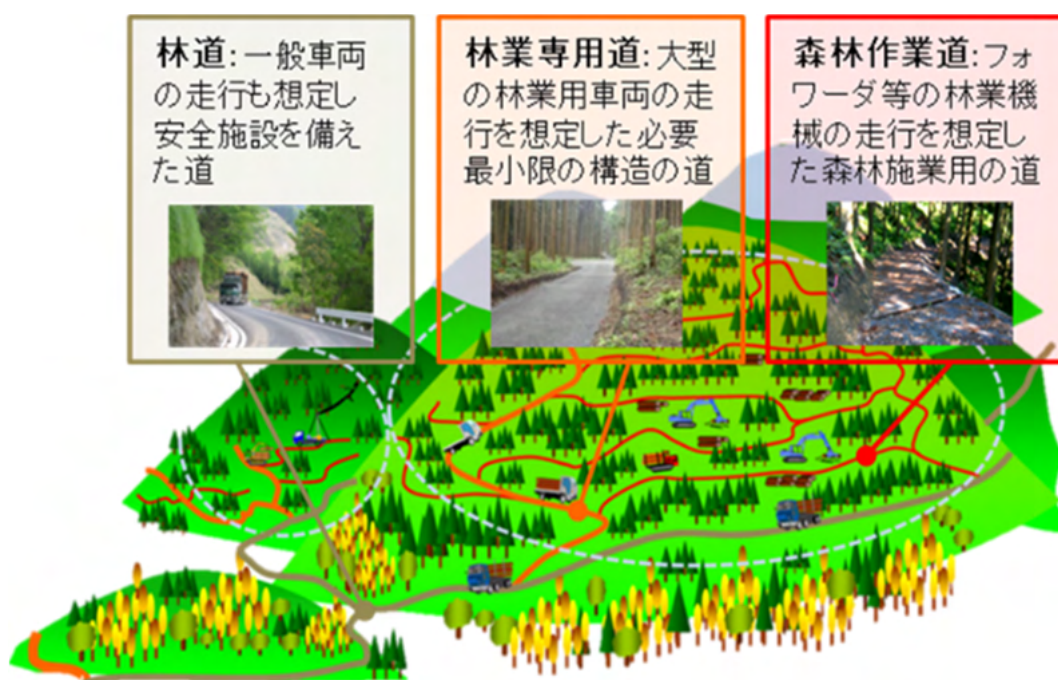 林道:一般車両
の走行も想定し
安全施設を備え
た道
林業専用道:大型
の林業用車両の走
行を想定した必要
最小限の構造の道
森林作業道:フォ
ワーダ等の林業機
械の走行を想定し
た森林施業用の道